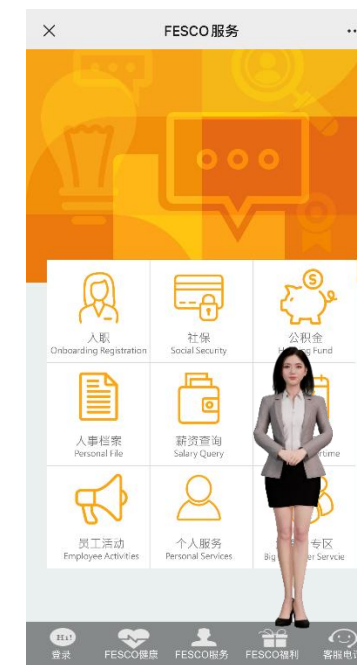 FESCO服务
入职
Onboarding Registration
社保
Social Security
公积金
Fund
人事档案
Personal File
薪资查询
Salary Query
员工活动
Employee Activities
个人服务
Personal Services
专区
Big
er Servcie
Hi!
登录
FESCO健康
FESCO服务
FESCO福利
客服电话